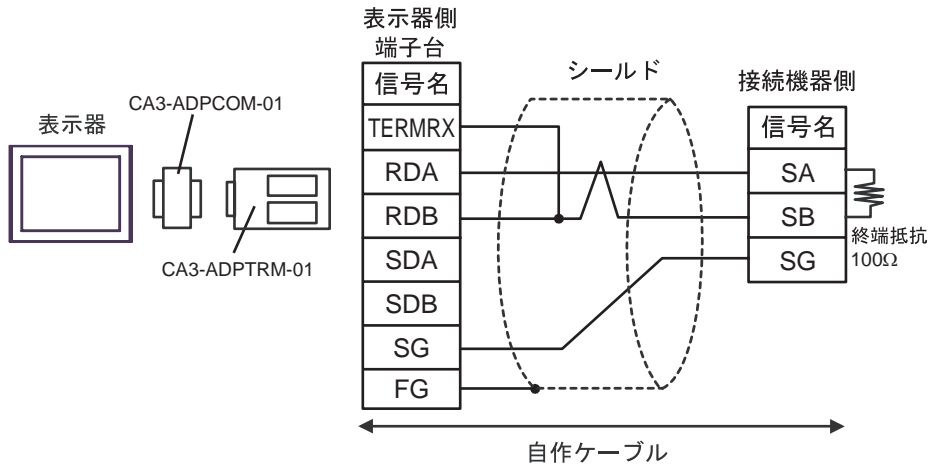 表示器
CA3-ADPCOM-01
CA3-ADPTRM-01
表示器側
端子台
信号名
TERMRX
RDA
RDB
SDA
SDB
SG
FG
シールド
接続機器側
信号名
SA
SB
SG
終端抵抗
100Ω
自作ケーブル